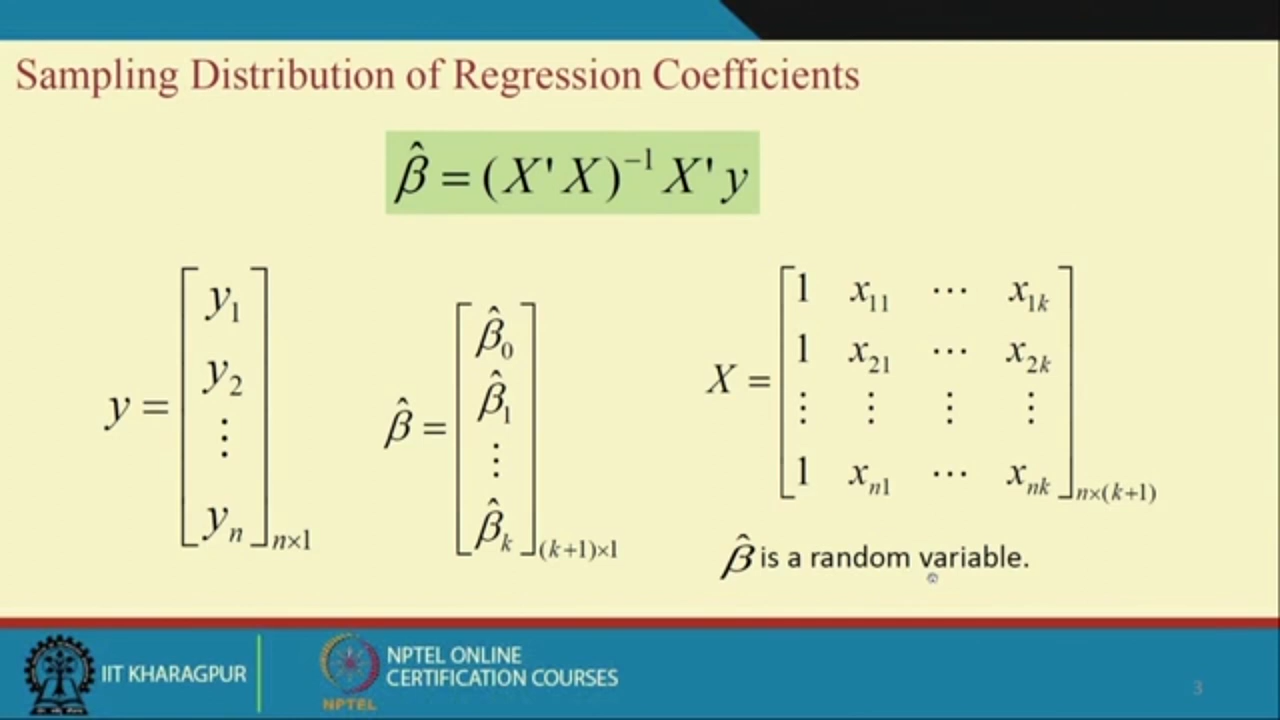 Sampling Distribution of Regression Coefficients
β̂ = (X'X)⁻¹X'y
y = [y₁ y₂ ⋮ yₙ]ₙₓ₁
β̂ = [β̂₀ β̂₁ ⋮ β̂ₖ]₍ₖ₊₁₎ₓ₁
X = [1 x₁₁ ⋯ x₁ₖ
1 x₂₁ ⋯ x₂ₖ
⋮ ⋮ ⋮ ⋮
1 xₙ₁ ⋯ xₙₖ]ₙₓ₍ₖ₊₁₎
β̂ is a random variable.
IIT KHARAGPUR
NPTEL
NPTEL ONLINE
CERTIFICATION COURSES
3